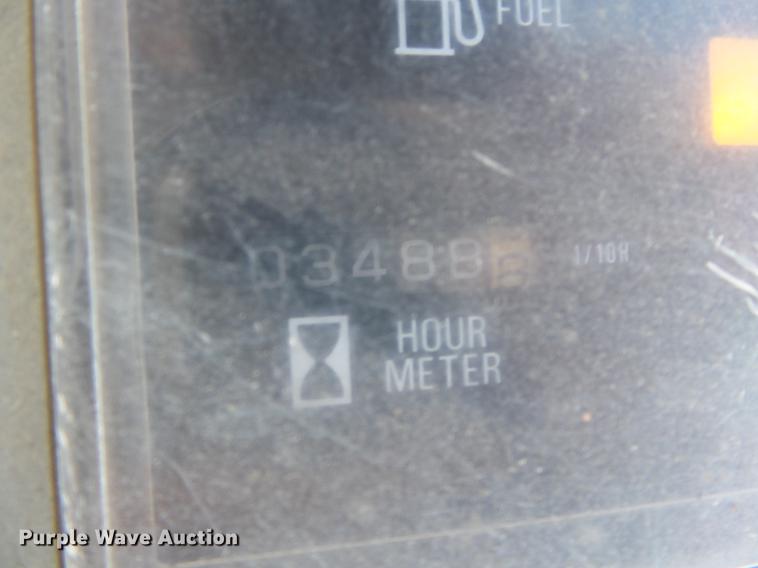 FUEL
03488 1/10H
HOUR
METER
Purple Wave Auction